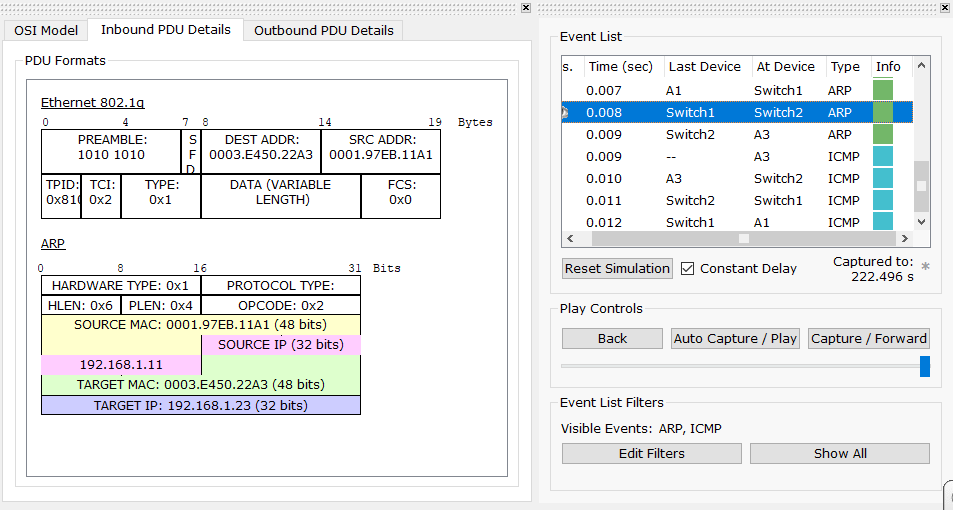 OSI Model Inbound PDU Details Outbound PDU Details
PDU Formats
Ethernet 802.1q
0 4 7 8 14 19 Bytes
PREAMBLE: 1010 1010
SFD
DEST ADDR: 0003.E450.22A3
SRC ADDR: 0001.97EB.11A1
TPID: 0x810
TCI: 0x2
TYPE: 0x1
DATA (VARIABLE LENGTH)
FCS: 0x0
ARP
0 8 16 31 Bits
HARDWARE TYPE: 0x1 PROTOCOL TYPE:
HLEN: 0x6 PLEN: 0x4 OPCODE: 0x2
SOURCE MAC: 0001.97EB.11A1 (48 bits)
SOURCE IP (32 bits)
192.168.1.11
TARGET MAC: 0003.E450.22A3 (48 bits)
TARGET IP: 192.168.1.23 (32 bits)
Event List
s. Time (sec) Last Device At Device Type Info
0.007 A1 Switch1 ARP
0.008 Switch1 Switch2 ARP
0.009 Switch2 A3 ARP
0.009 -- A3 ICMP
0.010 A3 Switch2 ICMP
0.011 Switch2 Switch1 ICMP
0.012 Switch1 A1 ICMP
Reset Simulation Constant Delay Captured to:
222.496 s *
Play Controls
Back Auto Capture / Play Capture / Forward
Event List Filters
Visible Events: ARP, ICMP
Edit Filters Show All